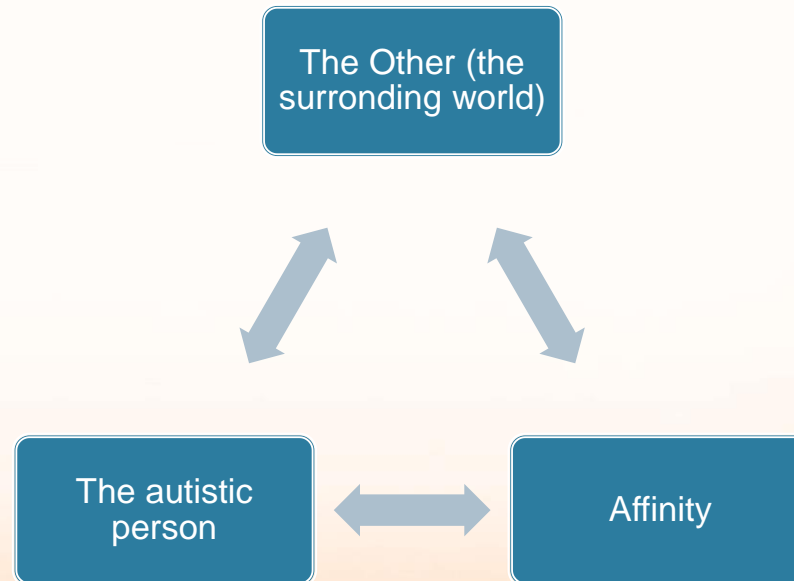 The Other (the
surronding world)
The autistic
person
Affinity